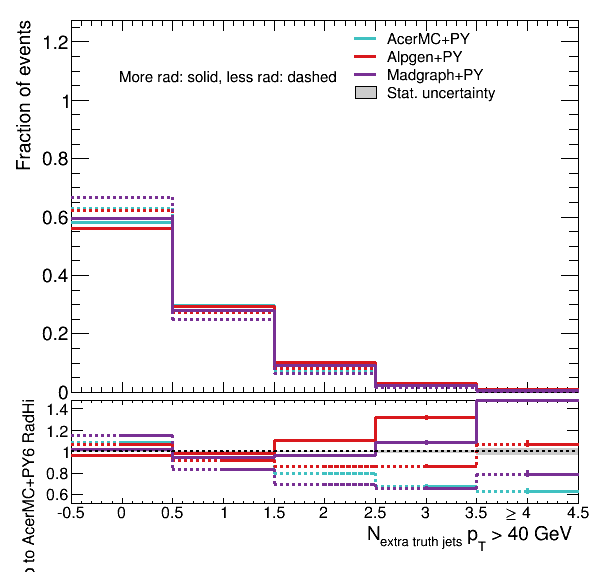 Fraction of events
1.2
1
0.8
0.6
0.4
0.2
0
AcerMC+PY
Alpgen+PY
Madgraph+PY
Stat. uncertainty
More rad: solid, less rad: dashed
to AcerMC+PY6 RadHi
1.4
1.2
1
0.8
0.6
-0.5 0 0.5 1 1.5 2 2.5 3 3.5 ≥ 4 4.5
N extra truth jets p T > 40 GeV